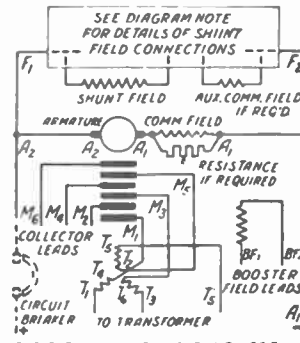 SEE DIAGRAM NOTE
FOR DETAILS OF SHUNT
FIELD CONNECTIONS
F1
SHUNT FIELD
AUX. COMM. FIELD
IF REQ'D
ARMATURE
COMM FIELD
A2
A2
A1
A1
RESISTANCE
IF REQUIRED
M5
M6
M4
M2
M3
M1
COLLECTOR
LEADS
T5
T2
T4
T1
T6
T3
T5
BF1
BOOSTER
FIELD LEADS
CIRCUIT
BREAKER
TO TRANSFORMER
+